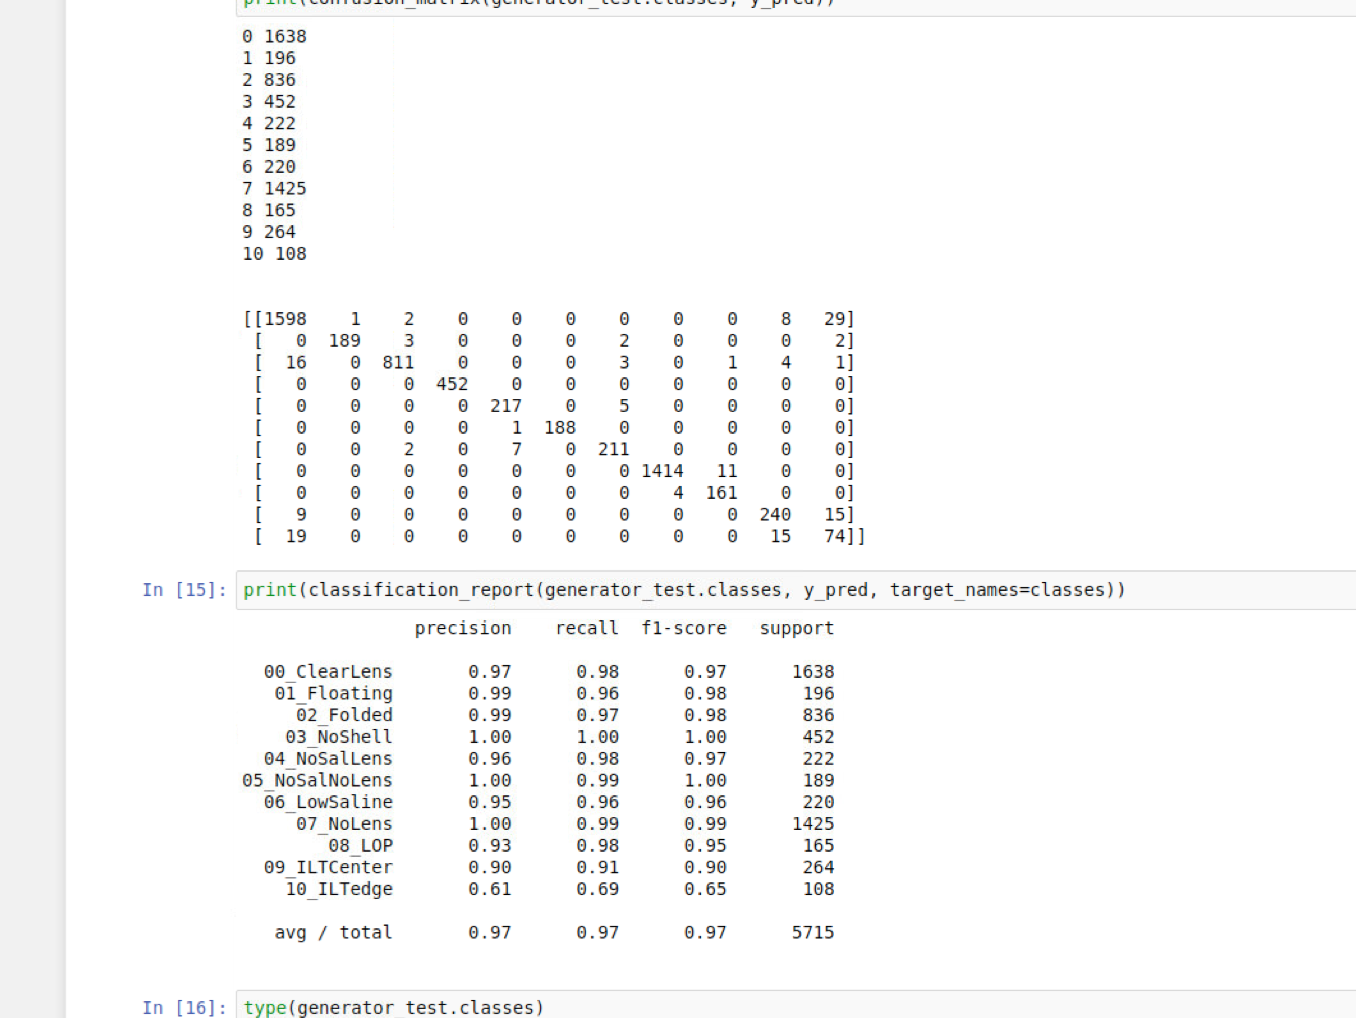 print(confusion_matrix(generator_test.classes, y_pred))
0 1638
1 196
2 836
3 452
4 222
5 189
6 220
7 1425
8 165
9 264
10 108
[[1598 1 2 0 0 0 0 0 0 8 29]
[ 0 189 3 0 0 0 2 0 0 0 2]
[ 16 0 811 0 0 0 3 0 1 4 1]
[ 0 0 0 452 0 0 0 0 0 0 0]
[ 0 0 0 0 217 0 5 0 0 0 0]
[ 0 0 0 0 1 188 0 0 0 0 0]
[ 0 0 2 0 7 0 211 0 0 0 0]
[ 0 0 0 0 0 0 0 1414 11 0 0]
[ 0 0 0 0 0 0 0 4 161 0 0]
[ 9 0 0 0 0 0 0 0 0 240 15]
[ 19 0 0 0 0 0 0 0 0 15 74]]
In [15]: print(classification_report(generator_test.classes, y_pred, target_names=classes))
precision recall f1-score support
00_ClearLens 0.97 0.98 0.97 1638
01_Floating 0.99 0.96 0.98 196
02_Folded 0.99 0.97 0.98 836
03_NoShell 1.00 1.00 1.00 452
04_NoSalLens 0.96 0.98 0.97 222
05_NoSalNoLens 1.00 0.99 1.00 189
06_LowSaline 0.95 0.96 0.96 220
07_NoLens 1.00 0.99 0.99 1425
08_LOP 0.93 0.98 0.95 165
09_ILTCenter 0.90 0.91 0.90 264
10_ILTedge 0.61 0.69 0.65 108
avg / total 0.97 0.97 0.97 5715
In [16]: type(generator_test.classes)